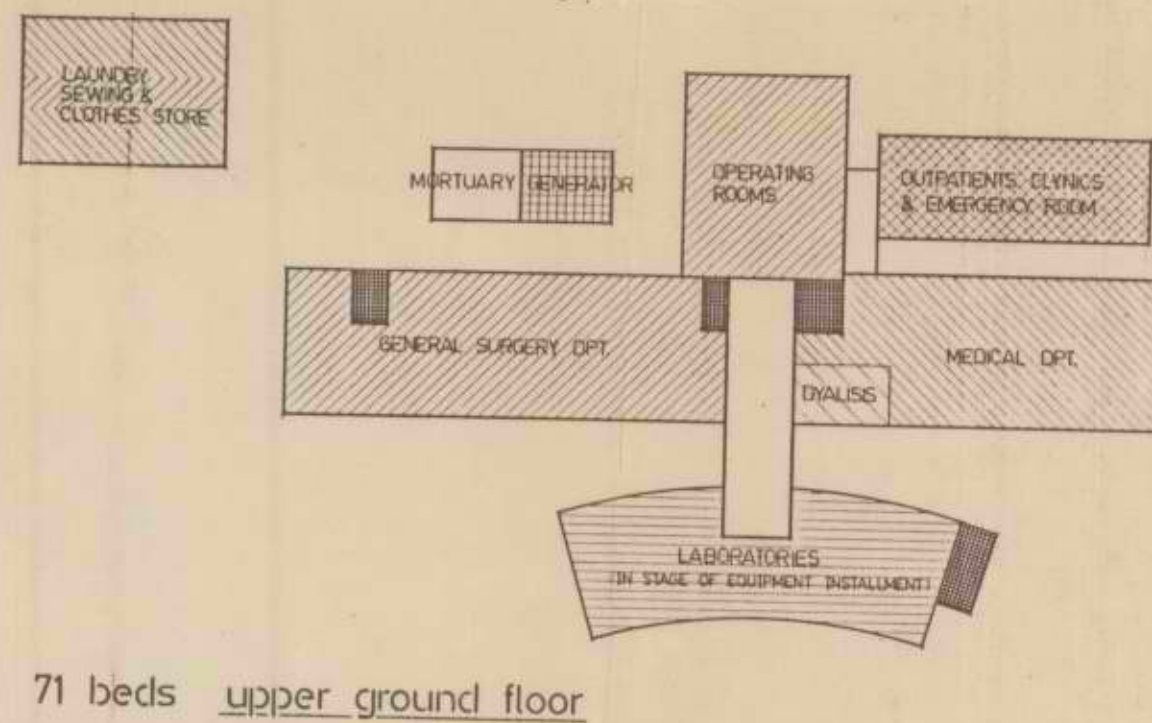 LAUNDRY,
SEWING &
CLOTHES STORE
MORTUARY
GENERATOR
OPERATING
ROOMS
OUTPATIENTS, CLYNICS
& EMERGENCY ROOM
GENERAL SURGERY DPT.
MEDICAL DPT.
DYALISIS
LABORATORIES
(IN STAGE OF EQUIPMENT INSTALLMENT)
71 beds upper ground floor